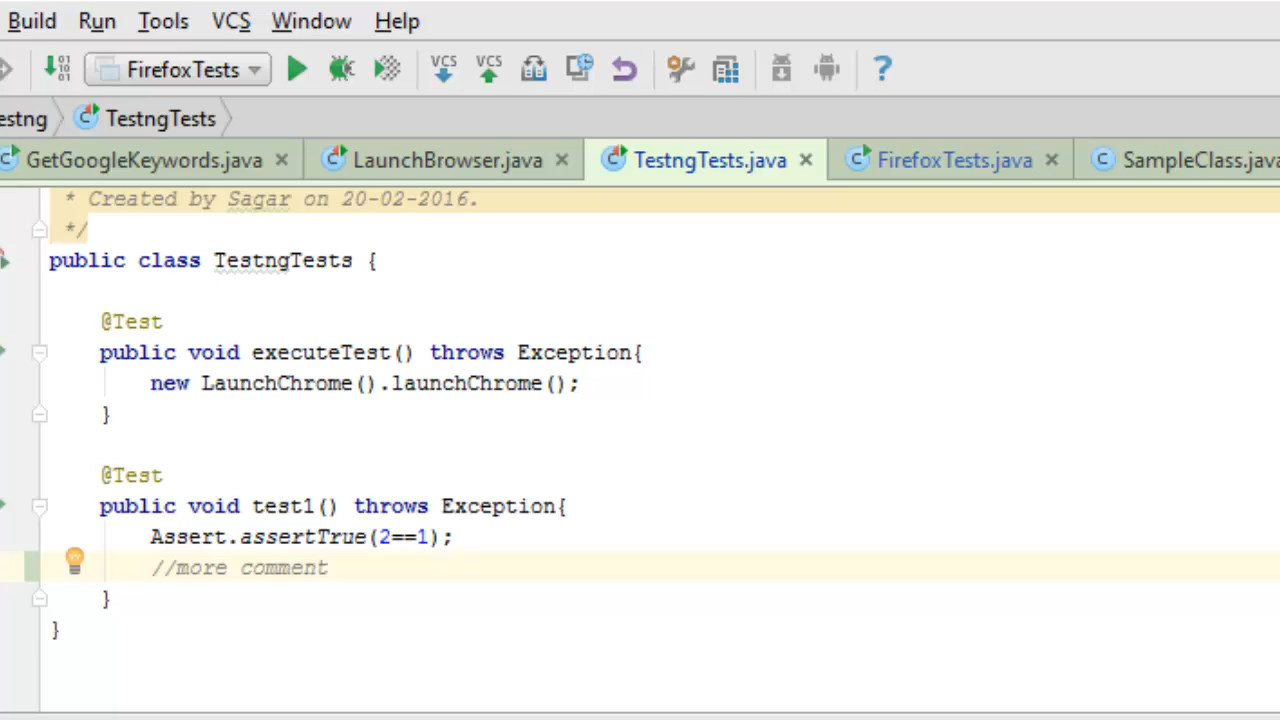 Build Run Tools VCS Window Help
FirefoxTests VCS VCS ?
estng TestngTests
GetGoogleKeywords.java LaunchBrowser.java TestngTests.java FirefoxTests.java SampleClass.java
* Created by Sagar on 20-02-2016.
*/
public class TestngTests {
@Test
public void executeTest() throws Exception{
new LaunchChrome().launchChrome();
}
@Test
public void test1() throws Exception{
Assert.assertTrue(2==1);
//more comment
}
}